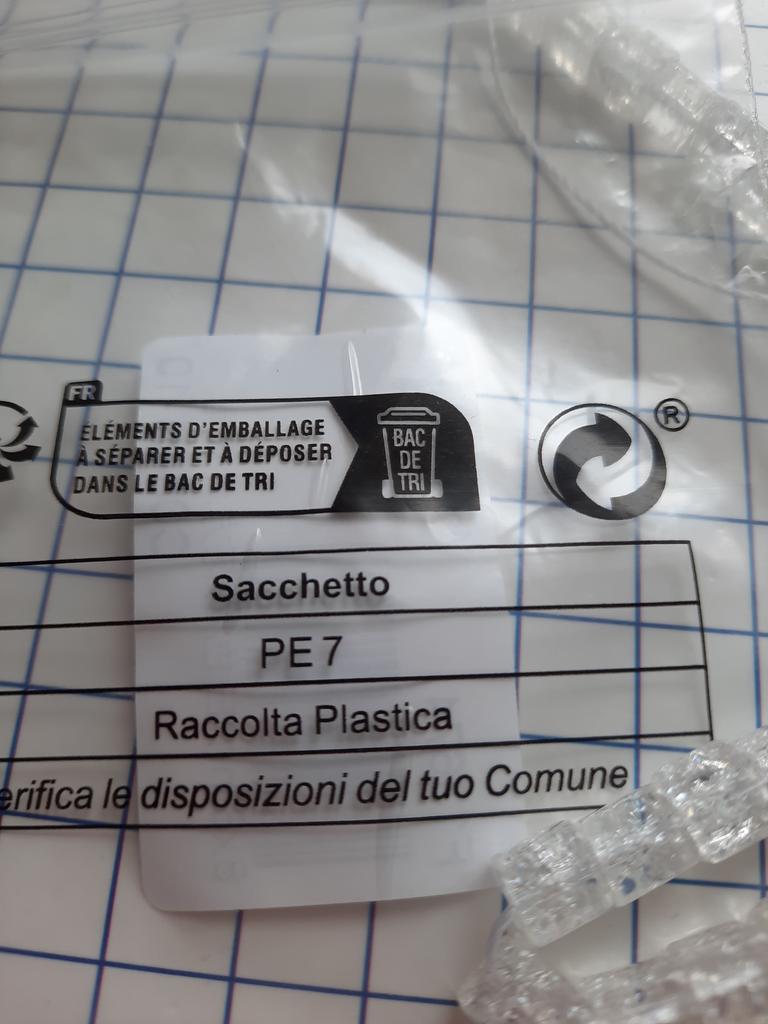 FR
ÉLÉMENTS D'EMBALLAGE
À SÉPARER ET À DÉPOSER
DANS LE BAC DE TRI
BAC
DE
TRI
®
Sacchetto
PE 7
Raccolta Plastica
erifica le disposizioni del tuo Comune